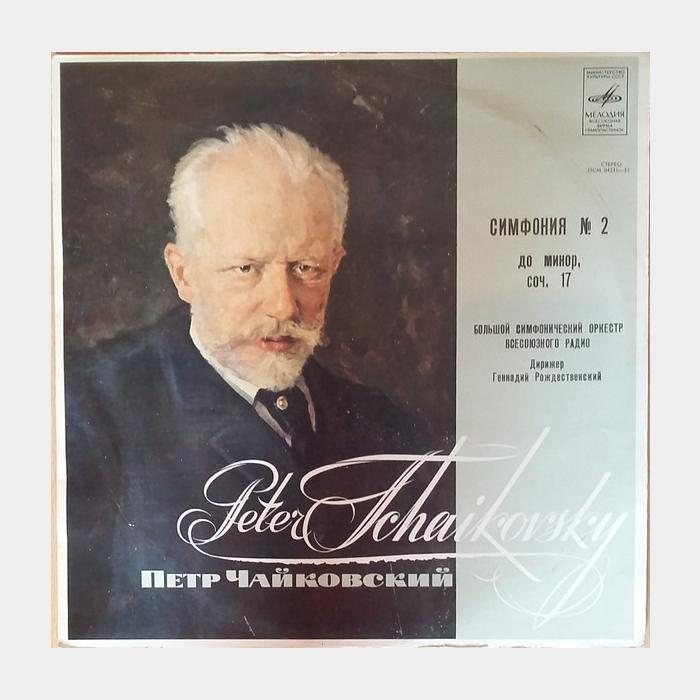 МИНИСТЕРСТВО
КУЛЬТУРЫ СССР
МЕЛОДИЯ
ВСЕСОЮЗНАЯ
ФИРМА
ГРАМПЛАСТИНОК
СТЕРЕО
СИМФОНИЯ № 2
ДО МИНОР,
СОЧ. 17
БОЛЬШОЙ СИМФОНИЧЕСКИЙ ОРКЕСТР
ВСЕСОЮЗНОГО РАДИО
Дирижер
Геннадий Рождественский
Peter Tchaikovsky
ПЕТР ЧАЙКОВСКИЙ